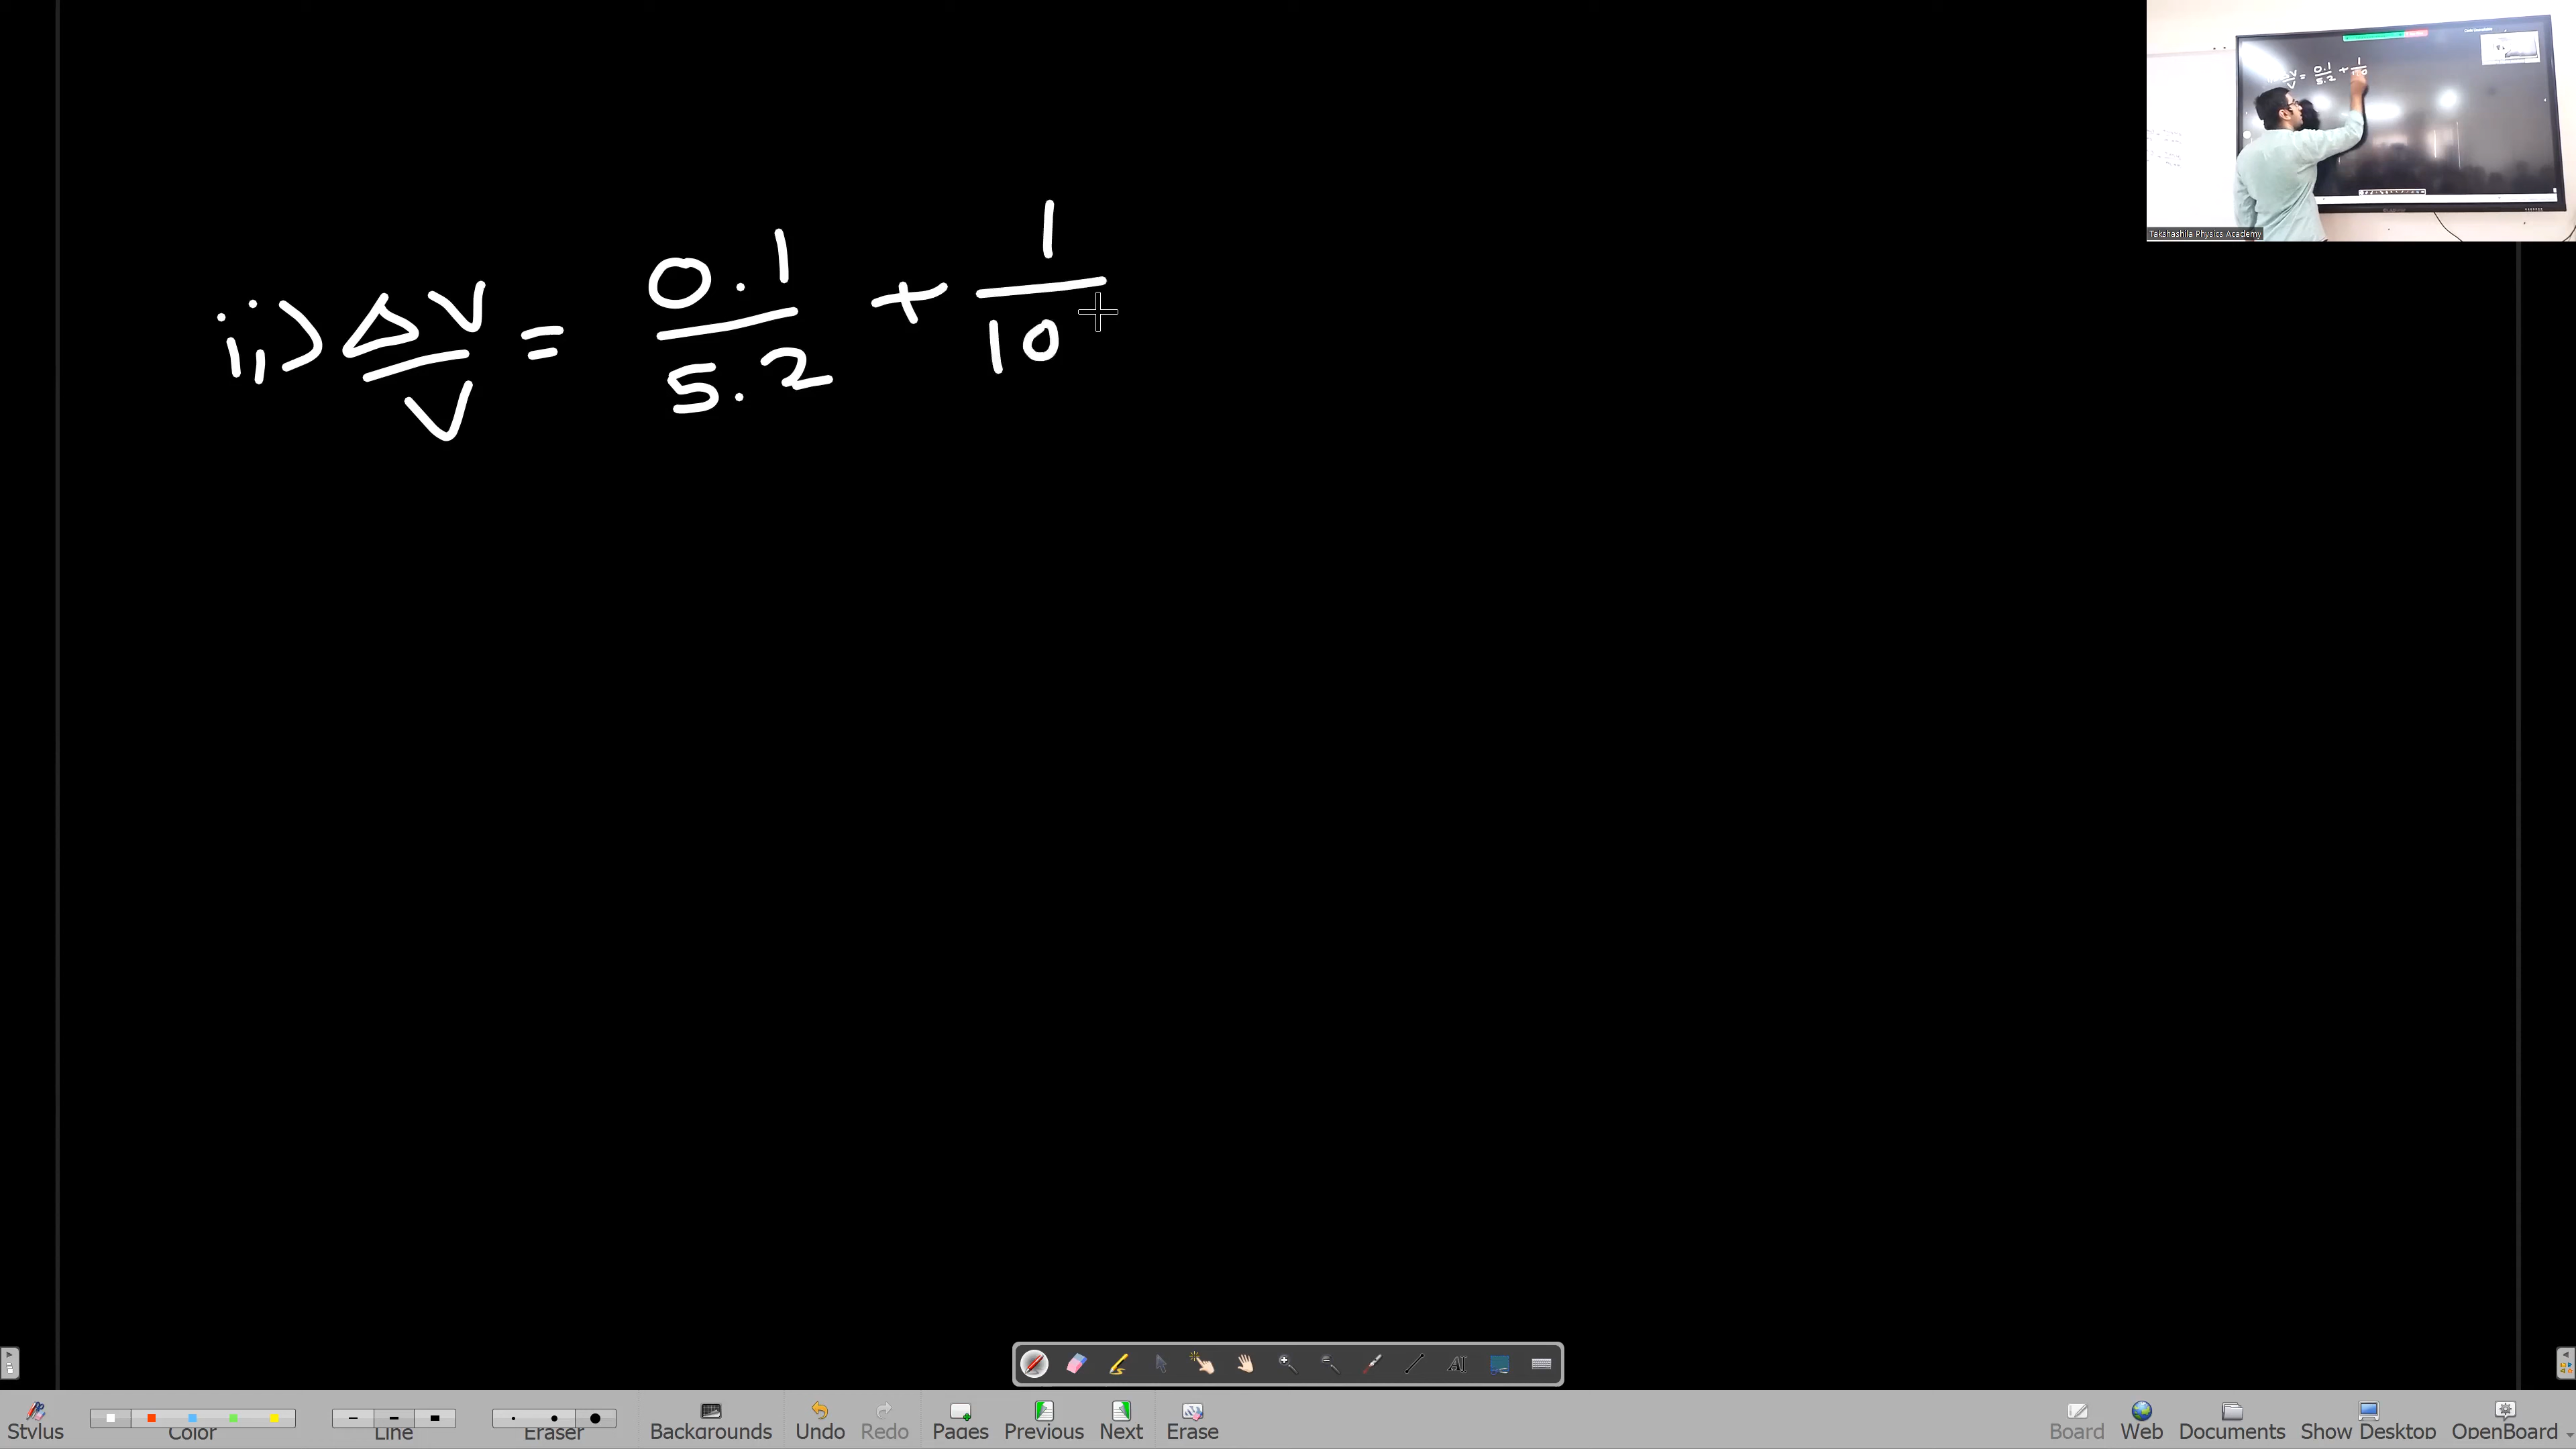 ii) ΔV/V = 0.1/5.2 + 1/10
Takshashila Physics Academy
Stylus Color Line Eraser Backgrounds Undo Redo Pages Previous Next Erase Board Web Documents Show Desktop OpenBoard